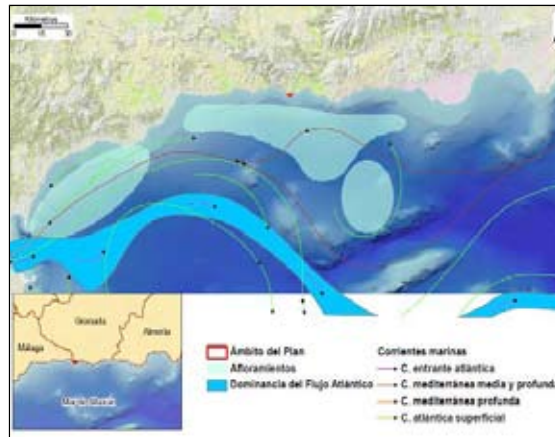 Kilómetros
Granada
Málaga
Almería
Mar de Alborán
Ámbito del Plan
Afloramientos
Dominancia del Flujo Atlántico
Corrientes marinas
C. entrante atlántica
C. mediterránea media y profunda
C. mediterránea profunda
C. atlántica superficial